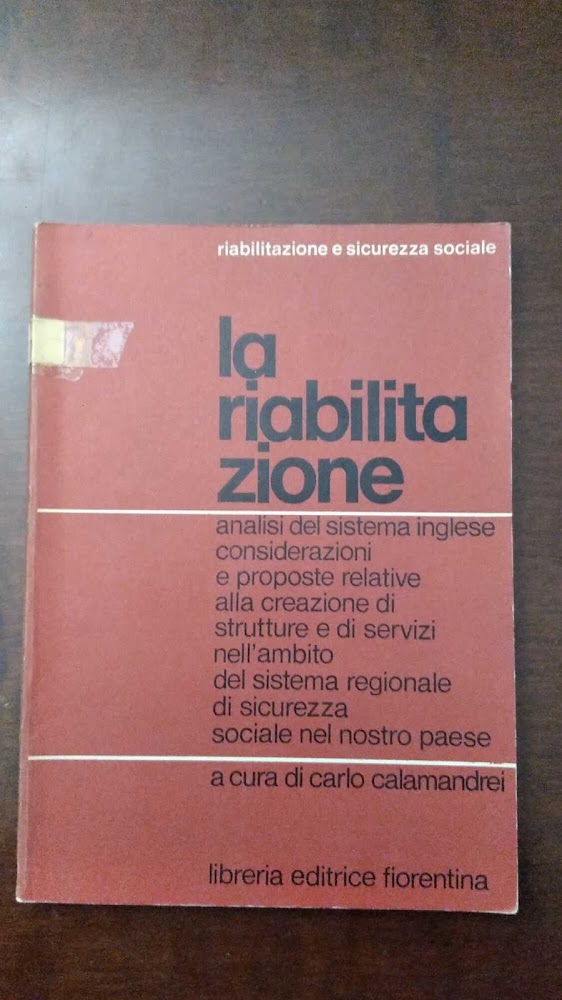 riabilitazione e sicurezza sociale
la
riabilita
zione
analisi del sistema inglese
considerazioni
e proposte relative
alla creazione di
strutture e di servizi
nell'ambito
del sistema regionale
di sicurezza
sociale nel nostro paese
a cura di carlo calamandrei
libreria editrice fiorentina